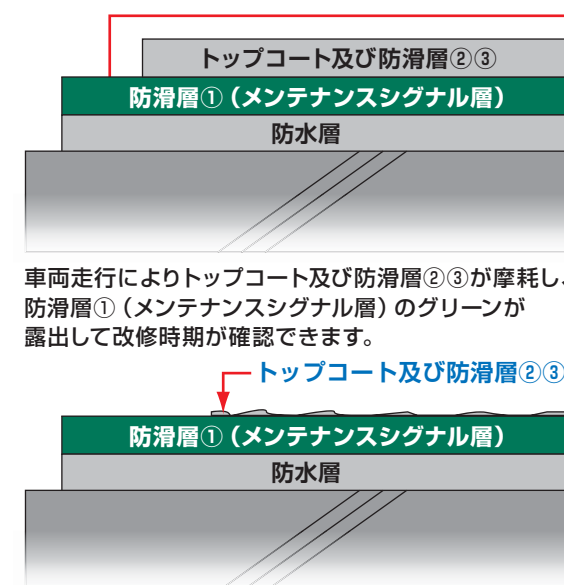 トップコート及び防滑層②③
防滑層①（メンテナンスシグナル層）
防水層
車両走行によりトップコート及び防滑層②③が摩耗し、
防滑層①（メンテナンスシグナル層）のグリーンが
露出して改修時期が確認できます。
トップコート及び防滑層②③
防滑層①（メンテナンスシグナル層）
防水層